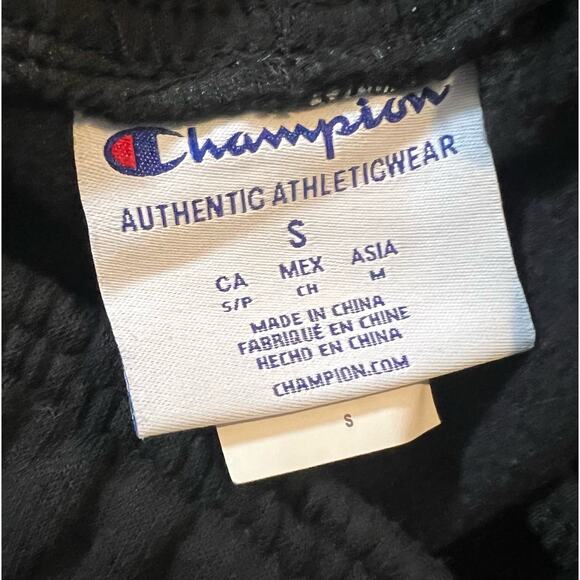 Champion
AUTHENTIC ATHLETICWEAR
S
CA MEX ASIA
S/P CH M
MADE IN CHINA
FABRIQUÉ EN CHINE
HECHO EN CHINA
CHAMPION.COM
S